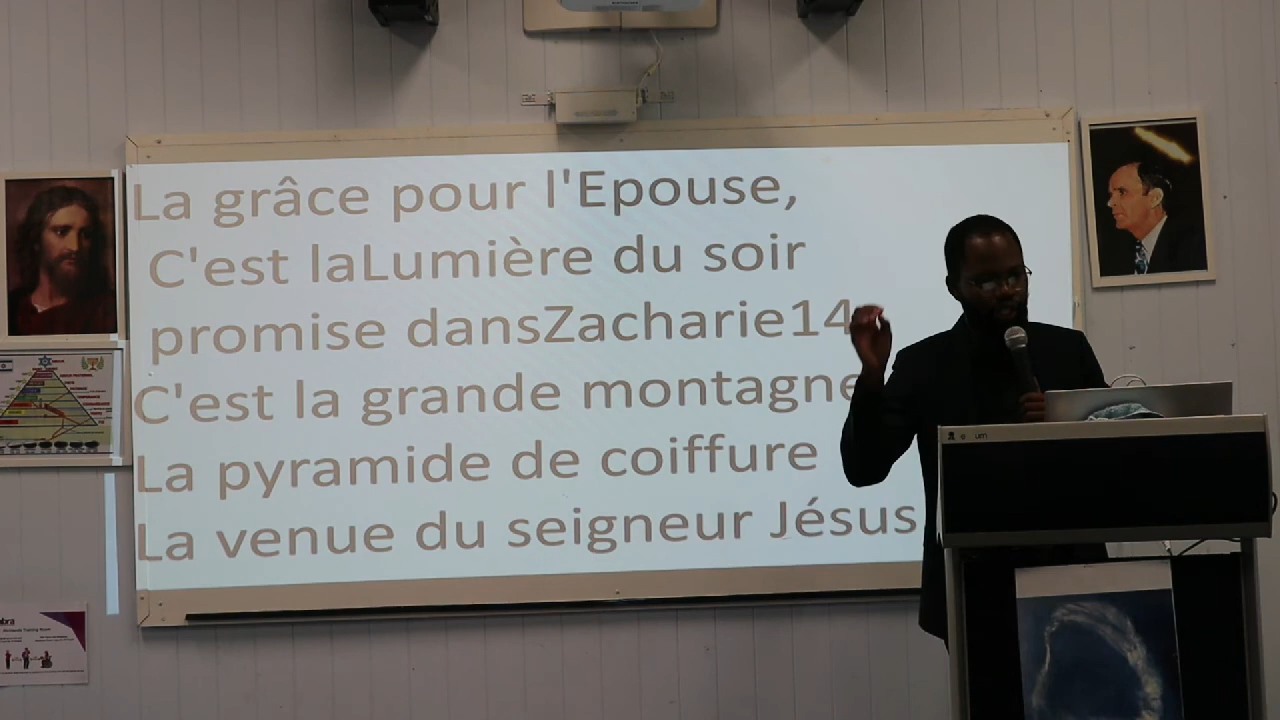 La grâce pour l'Epouse,
C'est laLumière du soir
promise dansZacharie14
C'est la grande montagne
La pyramide de coiffure
La venue du seigneur Jésus